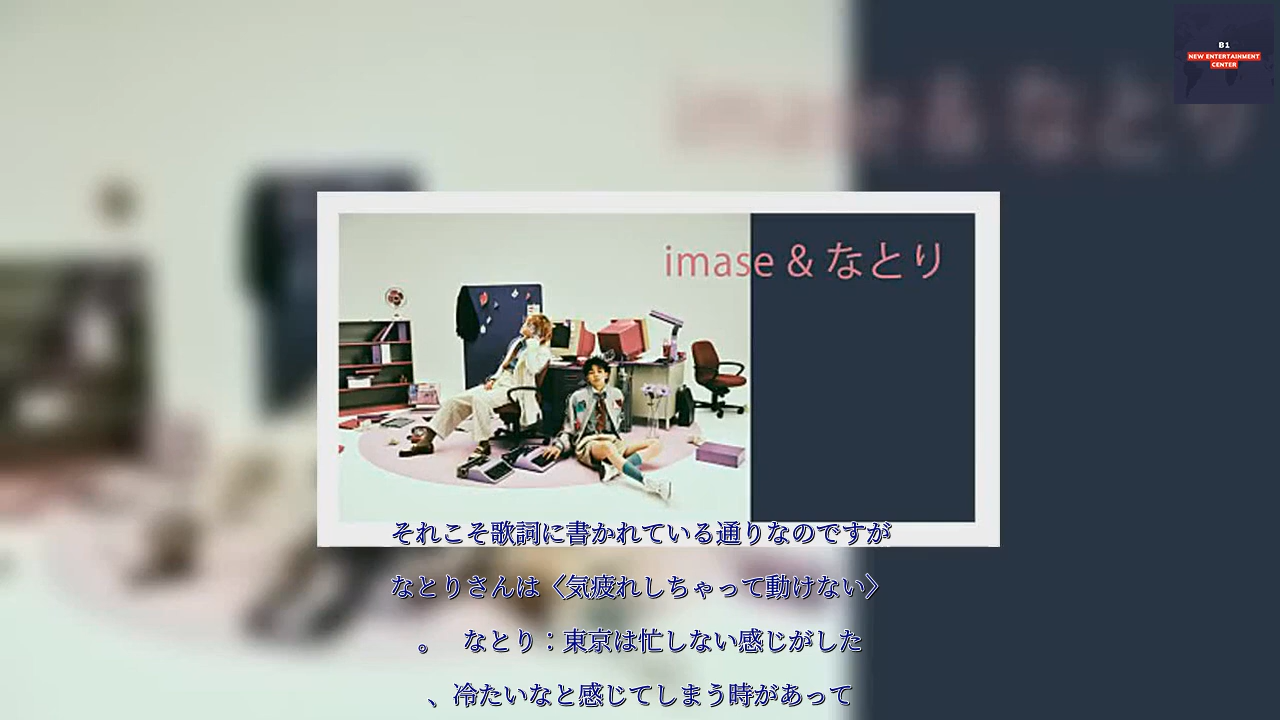 B1
NEW ENTERTAINMENT
CENTER
imase & なとり
imase & なとり
それこそ歌詞に書かれている通りなのですが
なとりさんは〈気疲れしちゃって動けない〉
。 なとり：東京は忙しない感じがした
、冷たいなと感じてしまう時があって